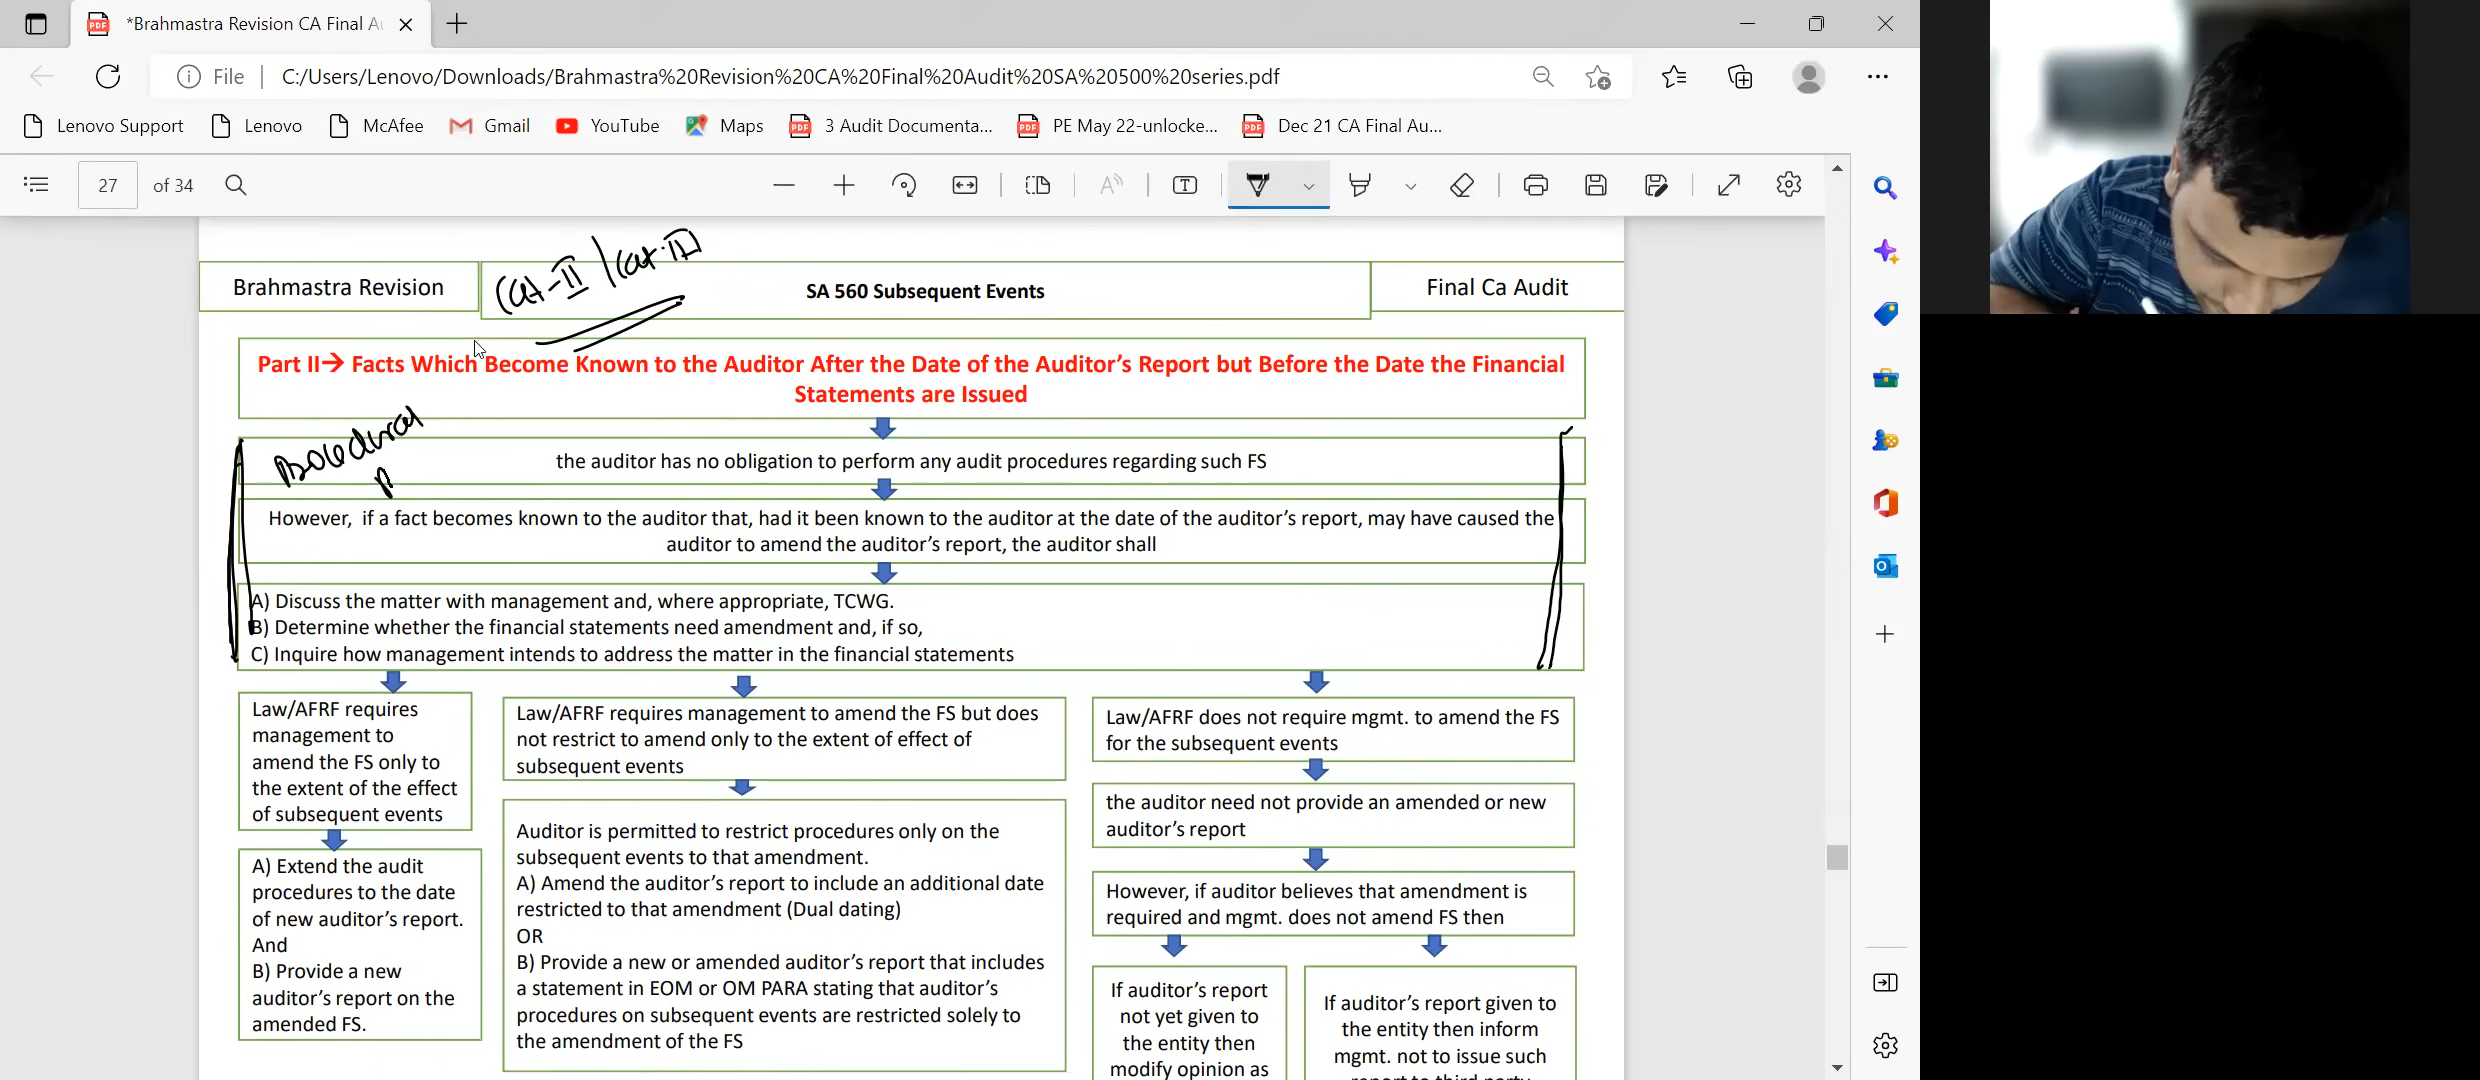 *Brahmastra Revision CA Final Au
File C:/Users/Lenovo/Downloads/Brahmastra%20Revision%20CA%20Final%20Audit%20SA%20500%20series.pdf
Lenovo Support Lenovo McAfee Gmail YouTube Maps 3 Audit Documenta... PE May 22-unlocke... Dec 21 CA Final Au...
27 of 34
Cat-II / Cat-II
Brahmastra Revision SA 560 Subsequent Events Final Ca Audit
Part II→ Facts Which Become Known to the Auditor After the Date of the Auditor's Report but Before the Date the Financial
Statements are Issued
the auditor has no obligation to perform any audit procedures regarding such FS
However, if a fact becomes known to the auditor that, had it been known to the auditor at the date of the auditor's report, may have caused the
auditor to amend the auditor's report, the auditor shall
A) Discuss the matter with management and, where appropriate, TCWG.
B) Determine whether the financial statements need amendment and, if so,
C) Inquire how management intends to address the matter in the financial statements
Law/AFRF requires
management to
amend the FS only to
the extent of the effect
of subsequent events
A) Extend the audit
procedures to the date
of new auditor's report.
And
B) Provide a new
auditor's report on the
amended FS.
Law/AFRF requires management to amend the FS but does
not restrict to amend only to the extent of effect of
subsequent events
Auditor is permitted to restrict procedures only on the
subsequent events to that amendment.
A) Amend the auditor's report to include an additional date
restricted to that amendment (Dual dating)
OR
B) Provide a new or amended auditor's report that includes
a statement in EOM or OM PARA stating that auditor's
procedures on subsequent events are restricted solely to
the amendment of the FS
Law/AFRF does not require mgmt. to amend the FS
for the subsequent events
the auditor need not provide an amended or new
auditor's report
However, if auditor believes that amendment is
required and mgmt. does not amend FS then
If auditor's report
not yet given to
the entity then
modify opinion as
If auditor's report given to
the entity then inform
mgmt. not to issue such
report to third party